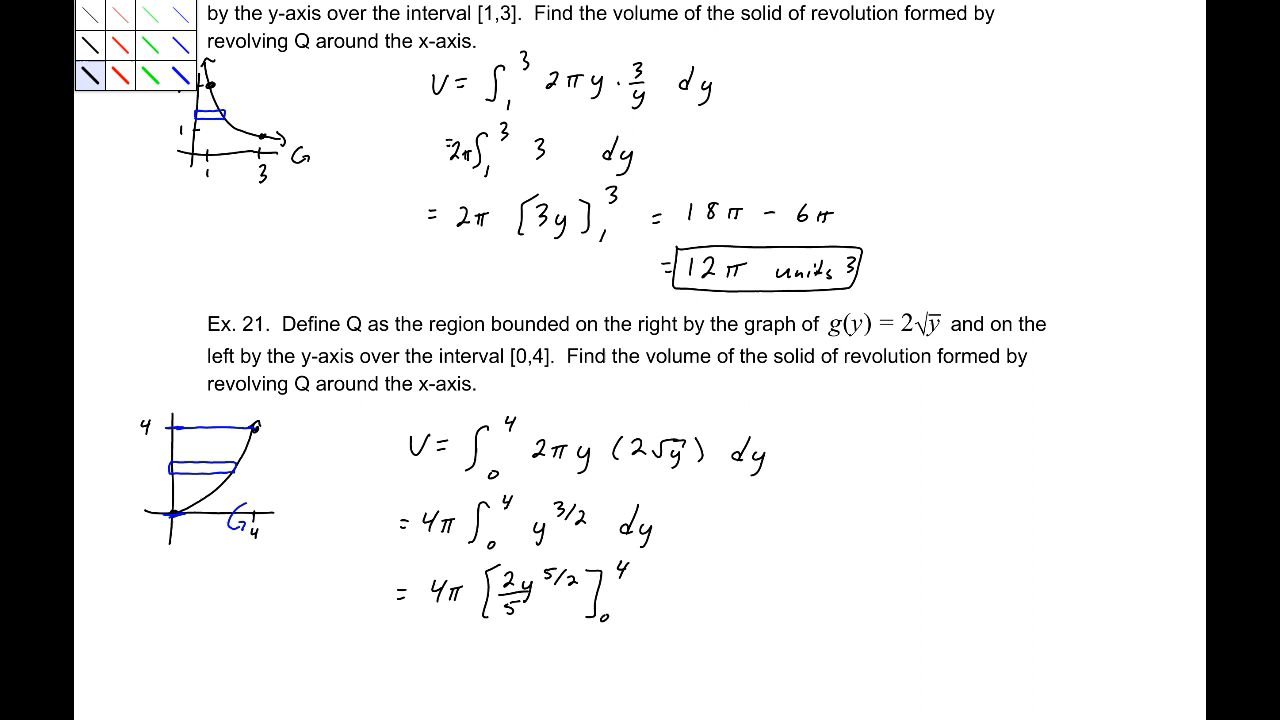 by the y-axis over the interval [1,3].  Find the volume of the solid of revolution formed by
revolving Q around the x-axis.
1
1 3
V = ∫₁³ 2πy · 3/y dy
= 2π ∫₁³ 3 dy
= 2π [3y]₁³ = 18π - 6π
= 12π units³
Ex. 21.  Define Q as the region bounded on the right by the graph of g(y) = 2√y and on the
left by the y-axis over the interval [0,4].  Find the volume of the solid of revolution formed by
revolving Q around the x-axis.
4
4
V = ∫₀⁴ 2πy (2√y) dy
= 4π ∫₀⁴ y^3/2 dy
= 4π [2y^5/2 / 5]₀⁴